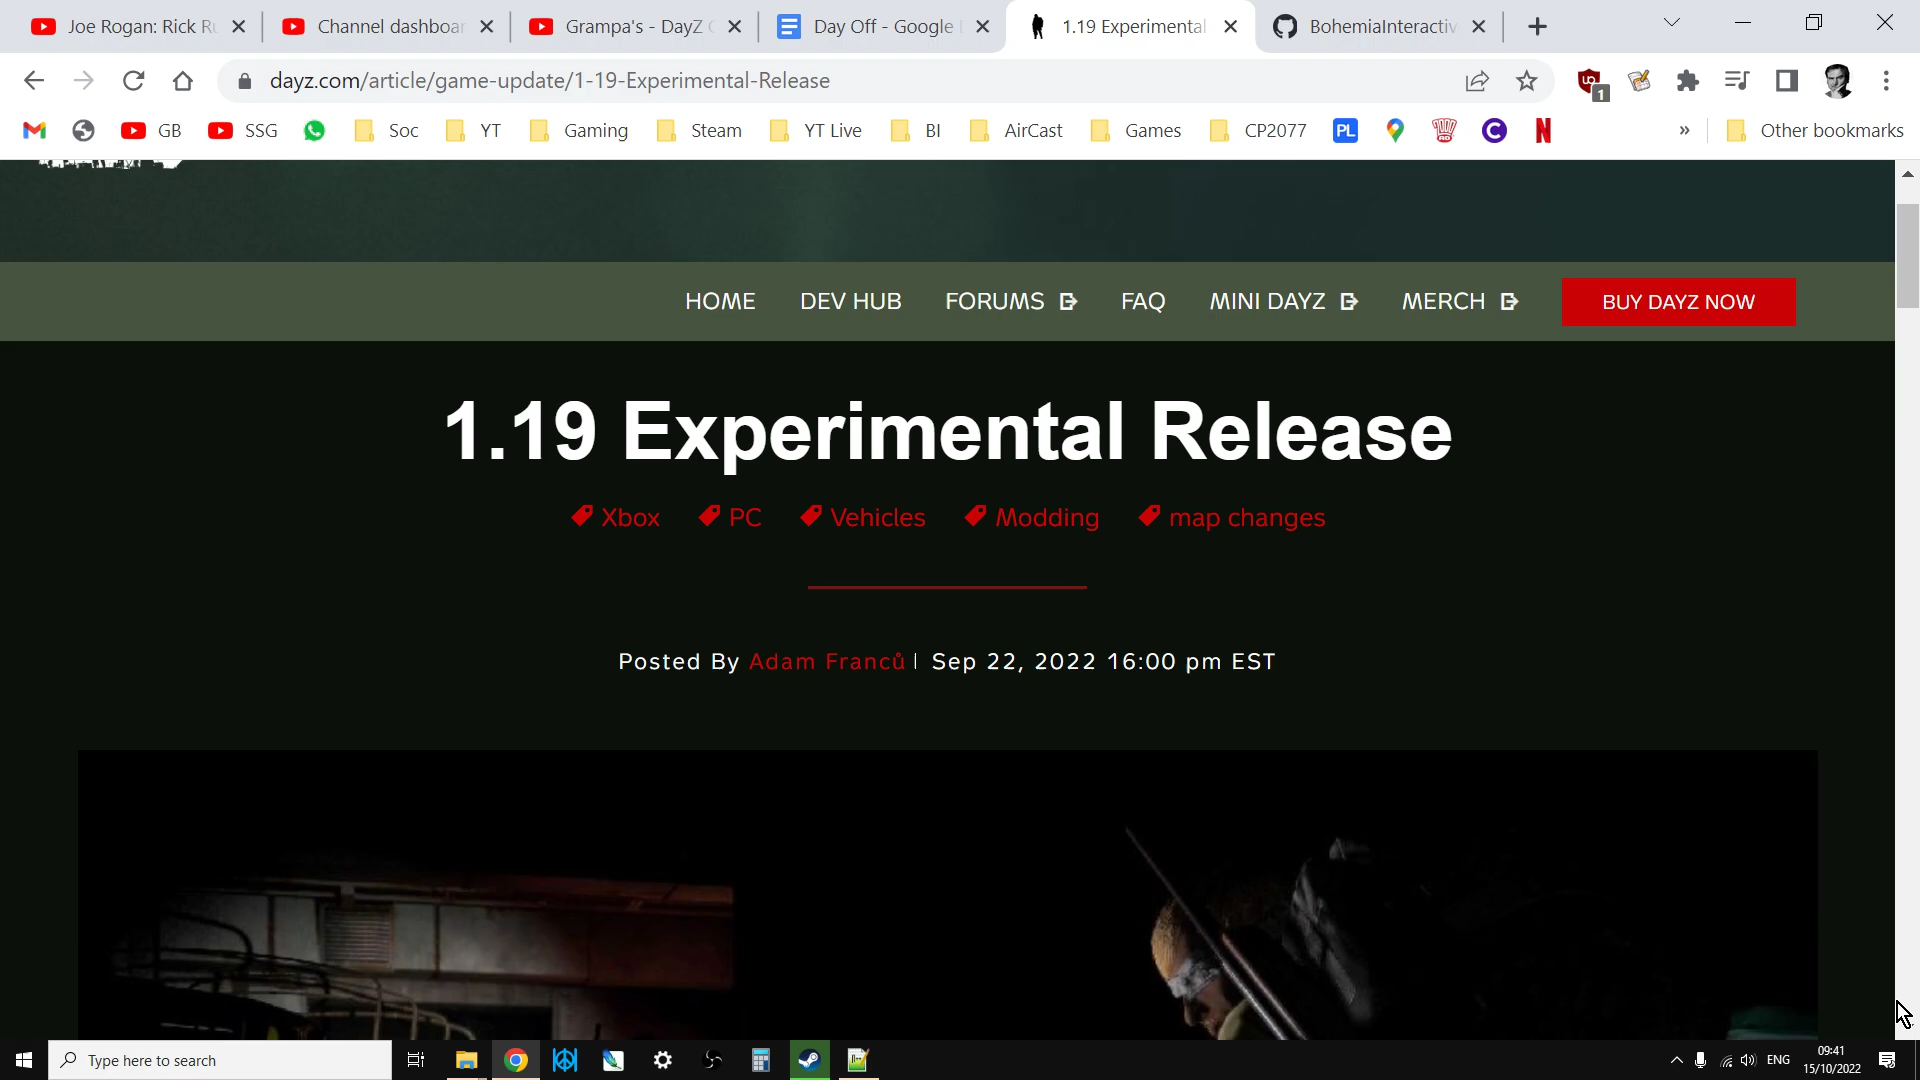 Joe Rogan: Rick Ru
Channel dashboar
Grampa's - DayZ
Day Off - Google
1.19 Experimental
BohemiaInteractiv
dayz.com/article/game-update/1-19-Experimental-Release
1
GB
SSG
Soc
YT
Gaming
Steam
YT Live
BI
AirCast
Games
CP2077
PL
»
Other bookmarks
HOME
DEV HUB
FORUMS
FAQ
MINI DAYZ
MERCH
BUY DAYZ NOW
1.19 Experimental Release
Xbox
PC
Vehicles
Modding
map changes
Posted By Adam Franců | Sep 22, 2022 16:00 pm EST
Type here to search
ENG
09:41
15/10/2022